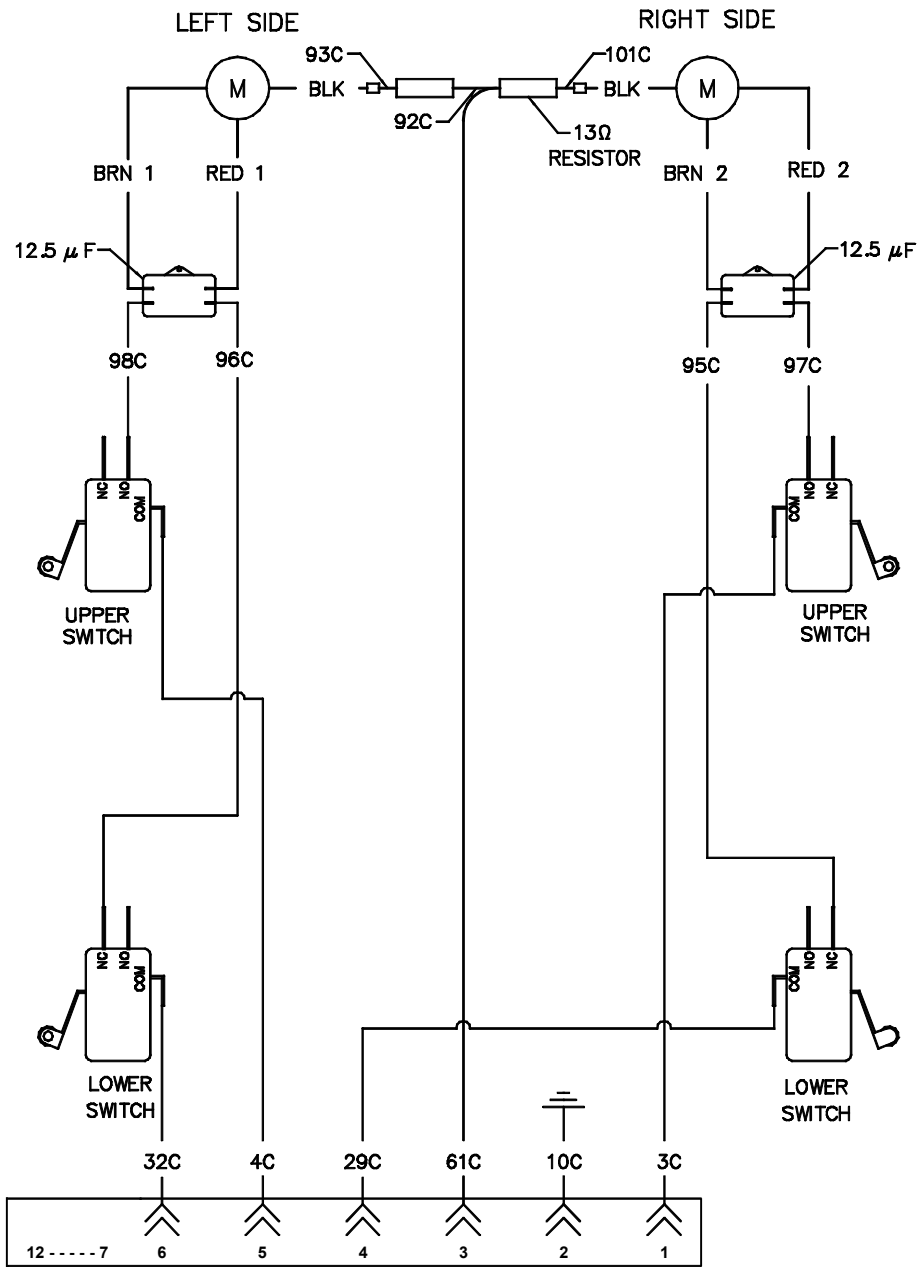 LEFT SIDE
RIGHT SIDE
93C
101C
M
BLK
BLK
M
92C
13Ω
RESISTOR
BRN 1
RED 1
BRN 2
RED 2
12.5 µF
12.5 µF
98C
96C
95C
97C
NC
NO
COM
COM
NO
NC
UPPER
SWITCH
UPPER
SWITCH
NC
NO
COM
COM
NO
NC
LOWER
SWITCH
LOWER
SWITCH
32C
4C
29C
61C
10C
3C
12 - - - - - 7
6
5
4
3
2
1